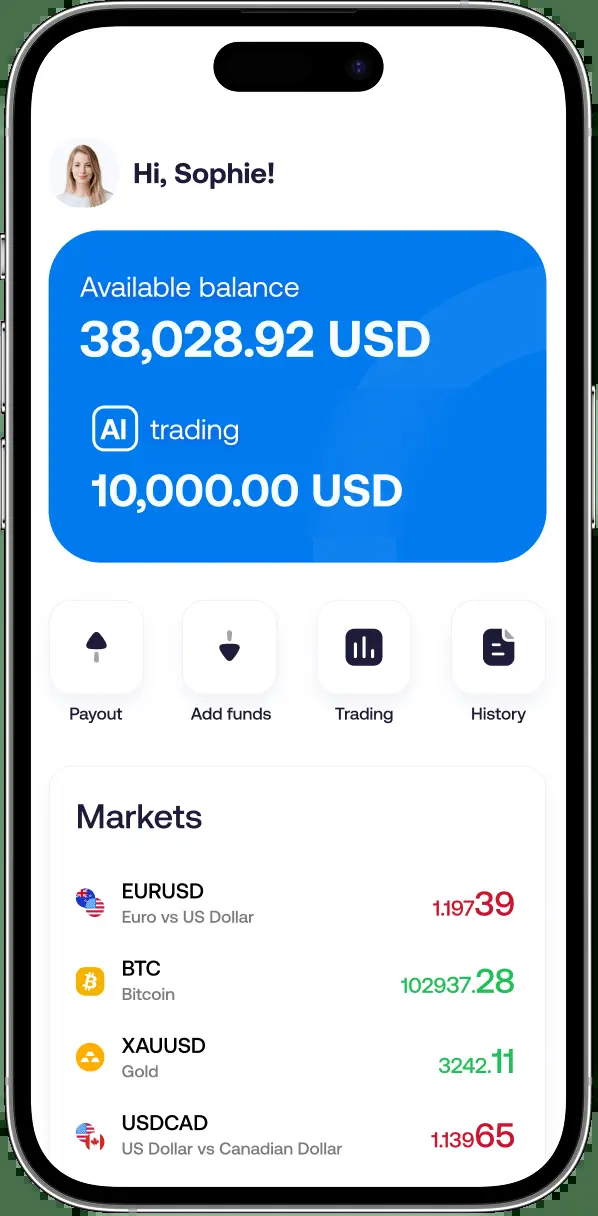 Hi, Sophie!
Available balance
38,028.92 USD
AI trading
10,000.00 USD
Payout
Add funds
Trading
History
Markets
EURUSD
Euro vs US Dollar
1.19739
BTC
Bitcoin
102937.28
XAUUSD
Gold
3242.11
USDCAD
US Dollar vs Canadian Dollar
1.13965